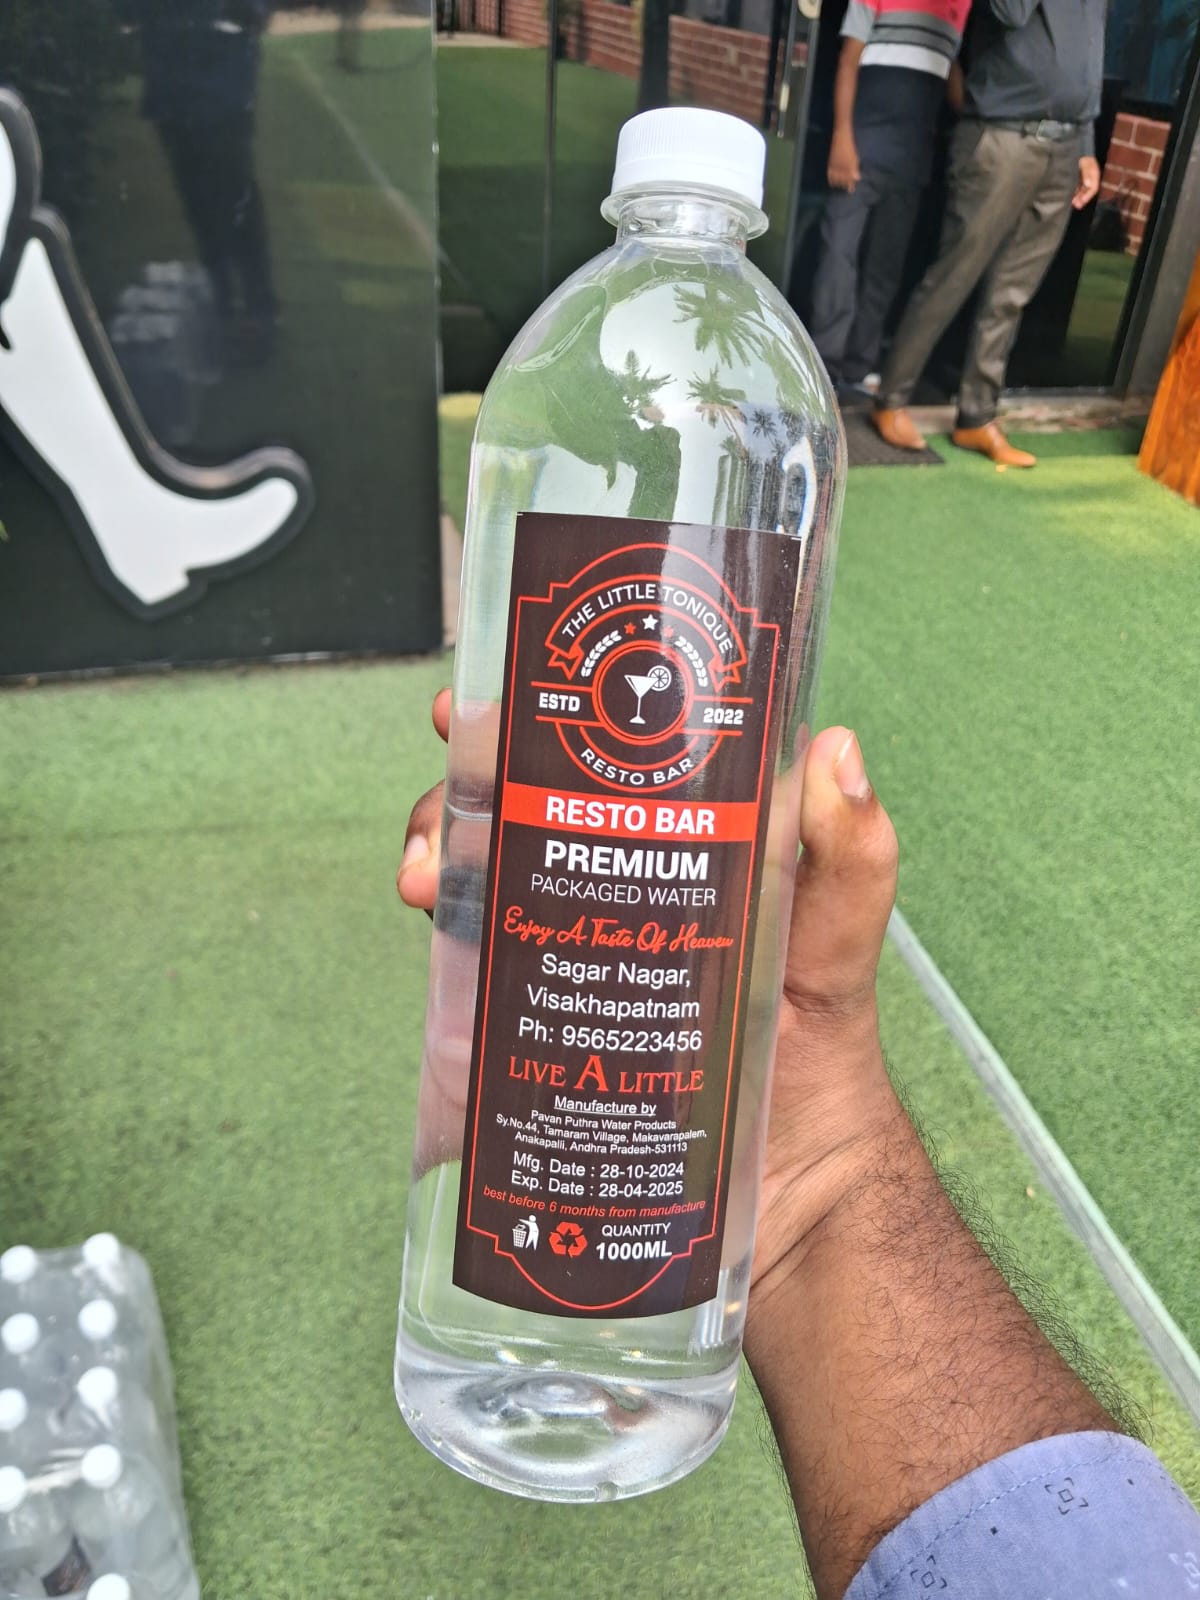 THE LITTLE TONIQUE
ESTD 2022
RESTO BAR
RESTO BAR
PREMIUM
PACKAGED WATER
Enjoy A Taste Of Heaven
Sagar Nagar,
Visakhapatnam
Ph: 9565223456
LIVE A LITTLE
Manufacture by
Pavan Puthra Water Products
Sy.No.44, Tamaram Village, Makavarapalem,
Anakapalli, Andhra Pradesh-531113
Mfg. Date : 28-10-2024
Exp. Date : 28-04-2025
best before 6 months from manufacture
QUANTITY
1000ML